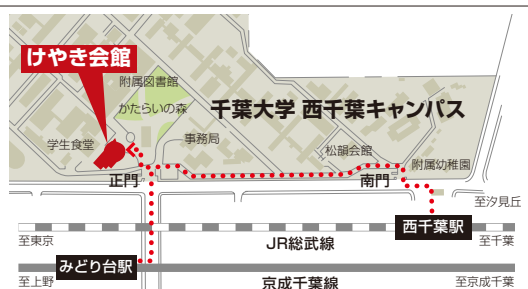 けやき会館
附属図書館
かたらいの森
千葉大学 西千葉キャンパス
学生食堂
事務局
松韻会館
附属幼稚園
正門
南門
至汐見丘
西千葉駅
至東京
JR総武線
至千葉
みどり台駅
至上野
京成千葉線
至京成千葉